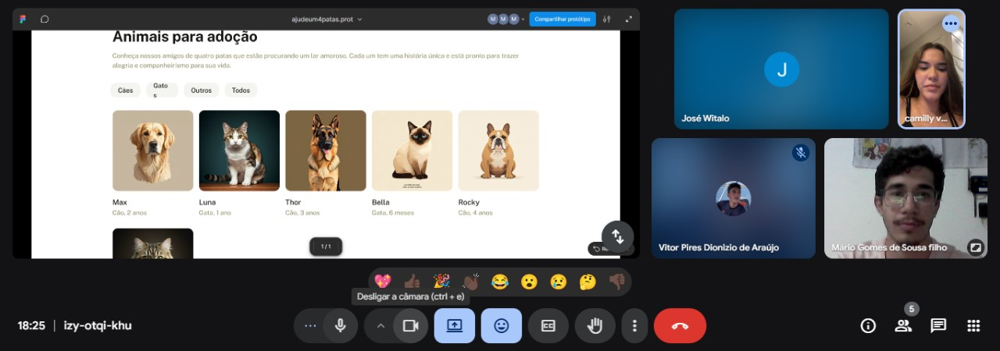 ajudeum4patas.prot
M M M
Compartilhar protótipo
Animais para adoção
Conheça nossos amigos de quatro patas que estão procurando um lar amoroso. Cada um tem uma história única e está pronto para trazer
alegria e companheirismo para sua vida.
Cães
Gato
s
Outros
Todos
Max
Cão, 2 anos
Luna
Gata, 1 ano
Thor
Cão, 3 anos
Bella
Gata, 6 meses
Rocky
Cão, 4 anos
1 / 1
J
José Witalo
camilly v...
Vitor Pires Dionizio de Araújo
Mário Gomes de Sousa filho
Desligar a câmara (ctrl + e)
18:25 | izy-otqi-khu
5